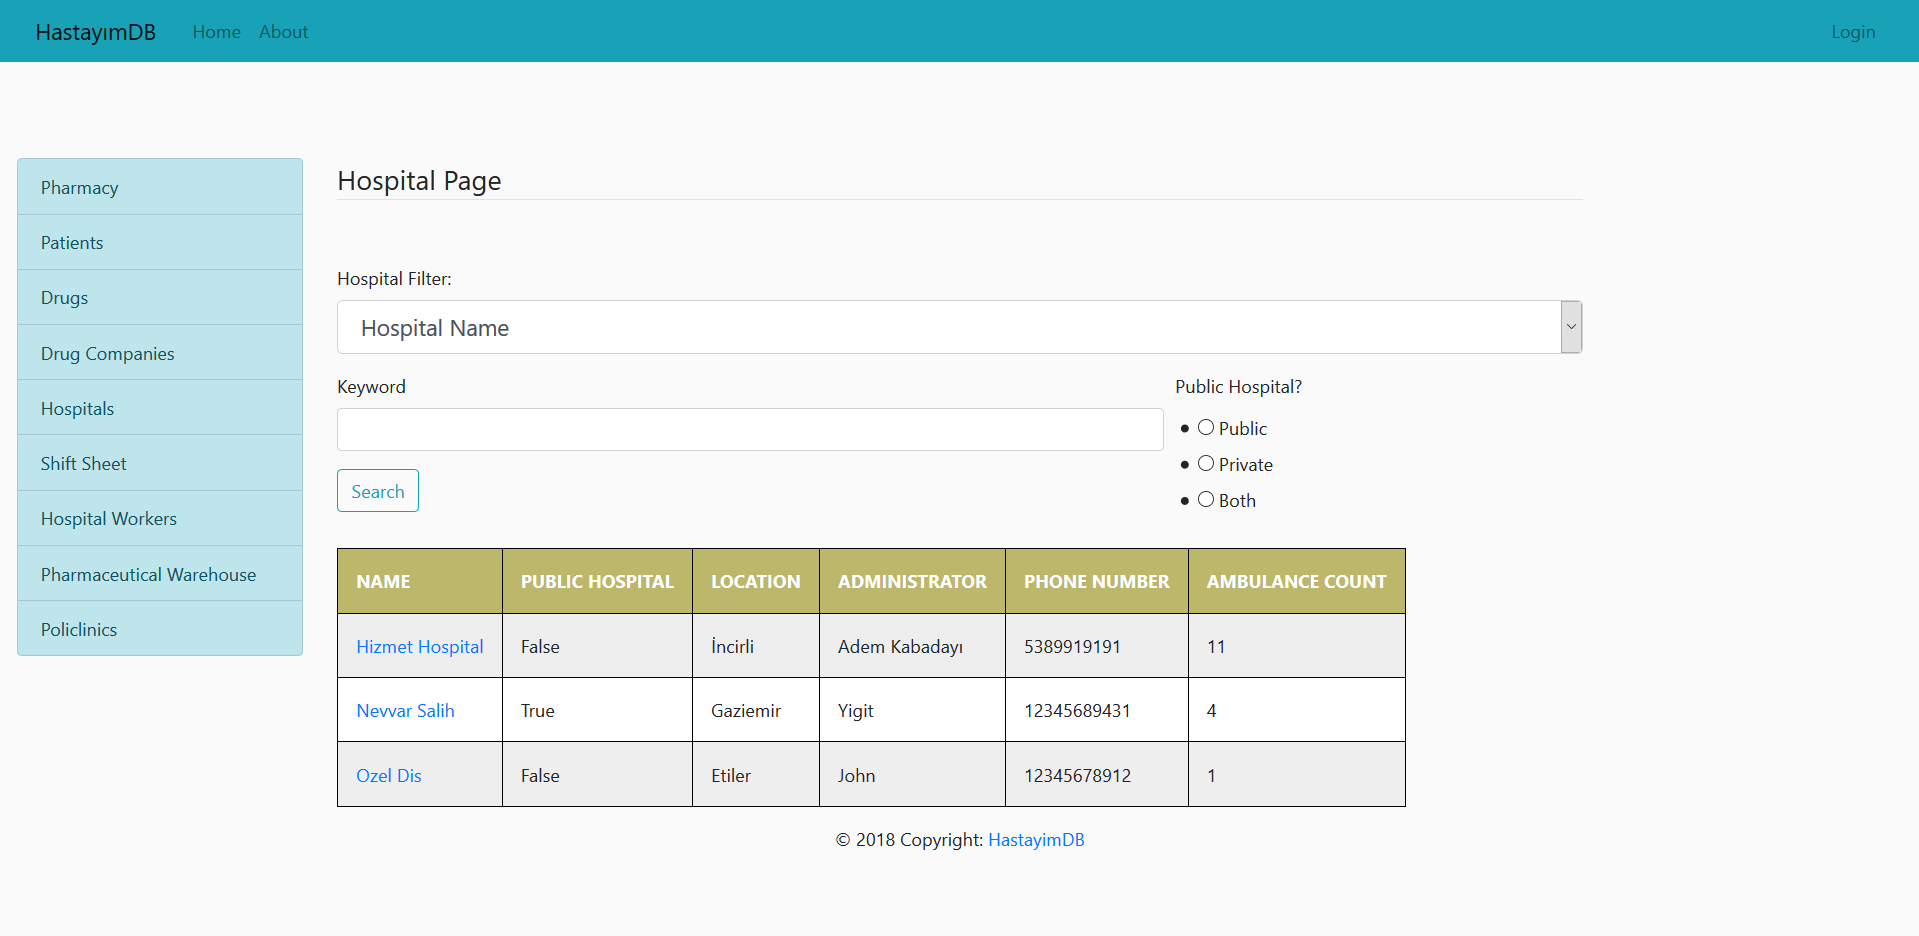 HastayımDB Home About Login
Pharmacy
Patients
Drugs
Drug Companies
Hospitals
Shift Sheet
Hospital Workers
Pharmaceutical Warehouse
Policlinics
Hospital Page
Hospital Filter:
Hospital Name
Keyword
Search
Public Hospital?
Public
Private
Both
NAME PUBLIC HOSPITAL LOCATION ADMINISTRATOR PHONE NUMBER AMBULANCE COUNT
Hizmet Hospital False İncirli Adem Kabadayı 5389919191 11
Nevvar Salih True Gaziemir Yigit 12345689431 4
Ozel Dis False Etiler John 12345678912 1
© 2018 Copyright: HastayimDB